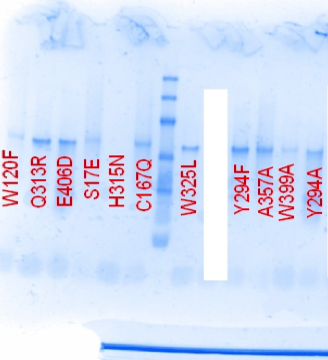 W120F
Q313R
E406D
S17E
H315N
C167Q
W325L
Y294F
A357A
W399A
Y294A